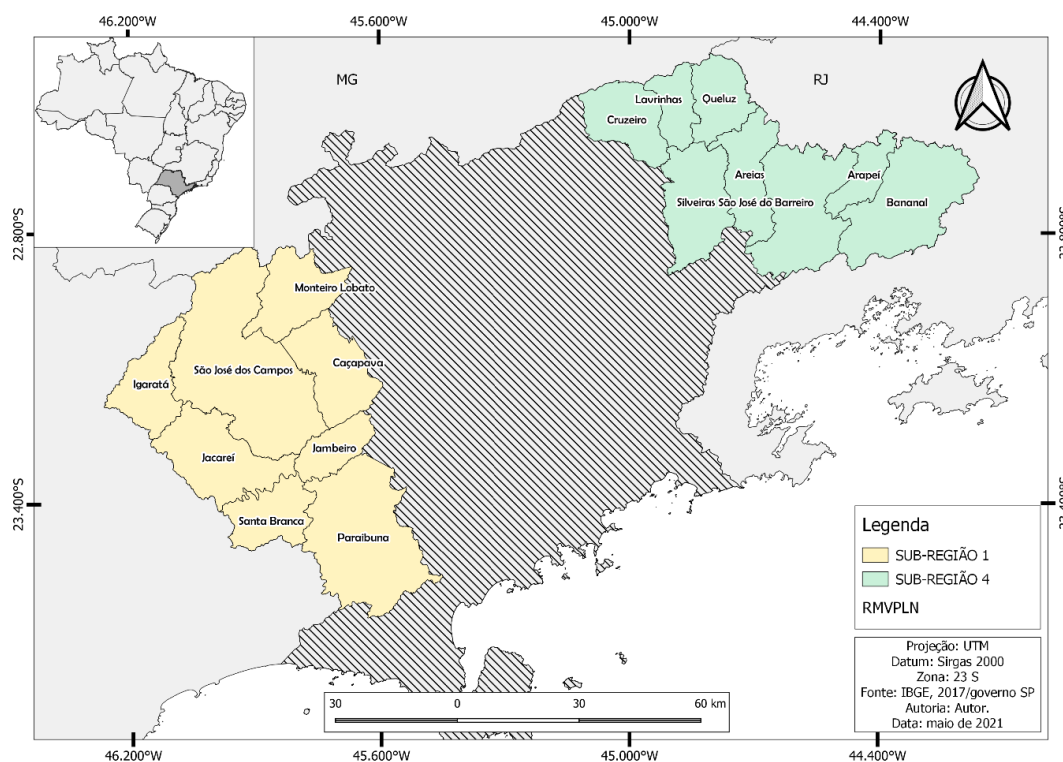 46.200°W
45.600°W
45.000°W
44.400°W
MG
RJ
Lavrinhas
Queluz
Cruzeiro
Areias
Arapeí
Silveiras
São José do Barreiro
Bananal
22.800°S
22.800°S
Monteiro Lobato
Caçapava
São José dos Campos
Igaratá
Jambeiro
Jacareí
23.400°S
23.400°S
Santa Branca
Paraibuna
Legenda
SUB-REGIÃO 1
SUB-REGIÃO 4
RMVPLN
Projeção: UTM
Datum: Sirgas 2000
Zona: 23 S
Fonte: IBGE, 2017/governo SP
Autoria: Autor.
Data: maio de 2021
30
0
30
60 km
46.200°W
45.600°W
45.000°W
44.400°W